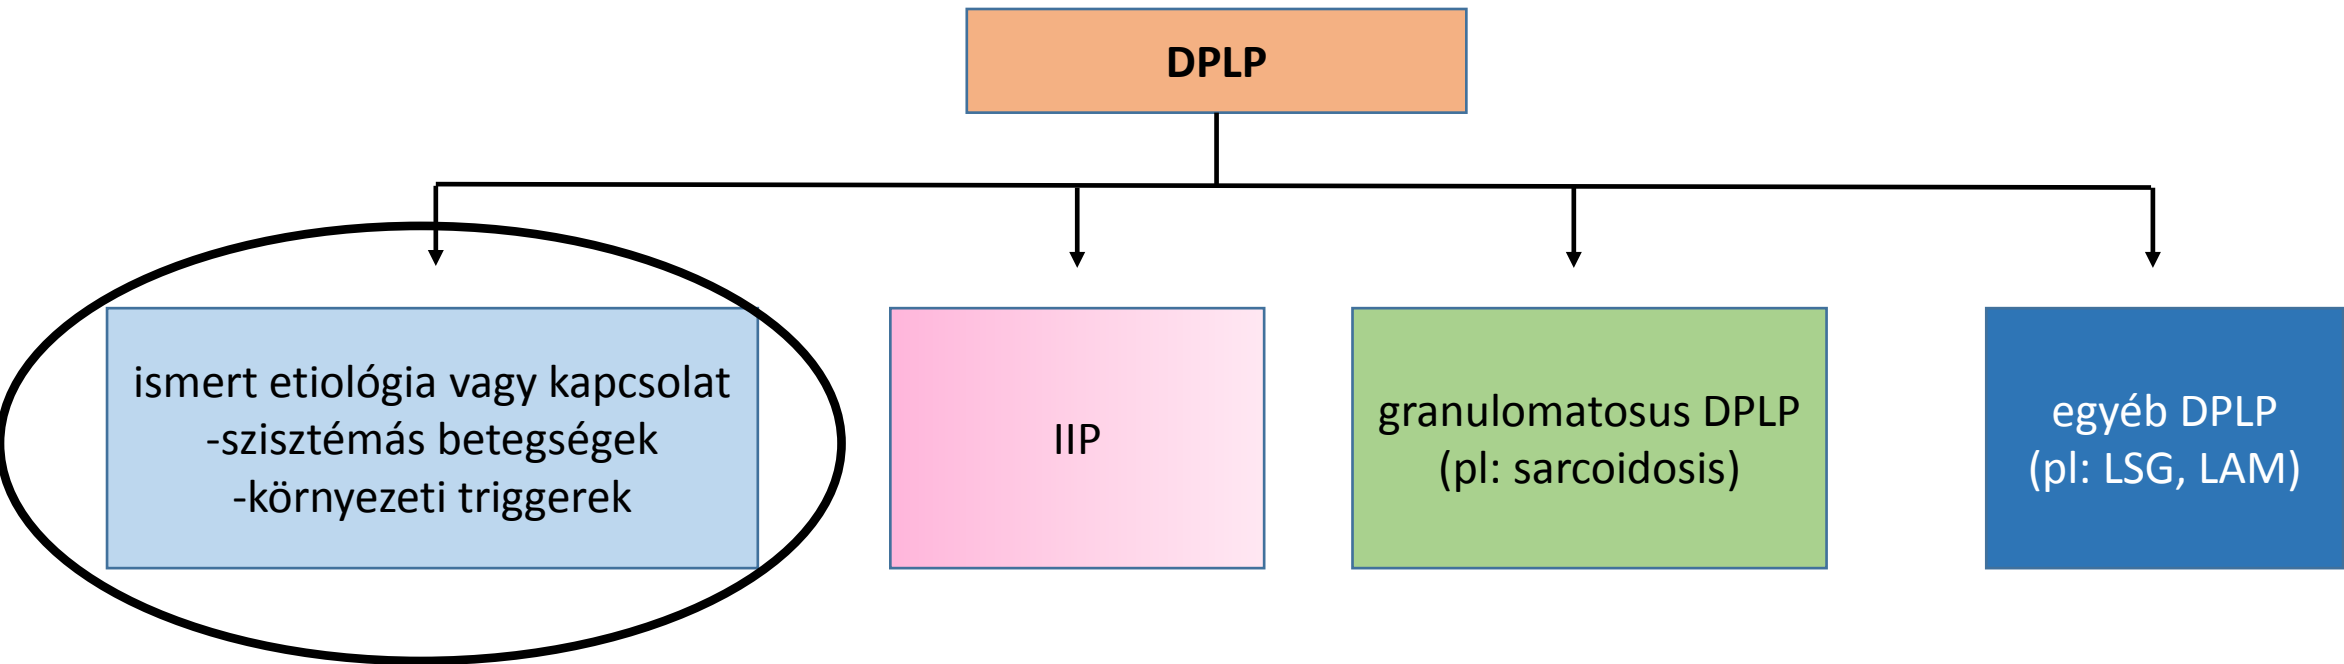 DPLP
ismert etiológia vagy kapcsolat
-szisztémás betegségek
-környezeti triggerek
IIP
granulomatosus DPLP
(pl: sarcoidosis)
egyéb DPLP
(pl: LSG, LAM)